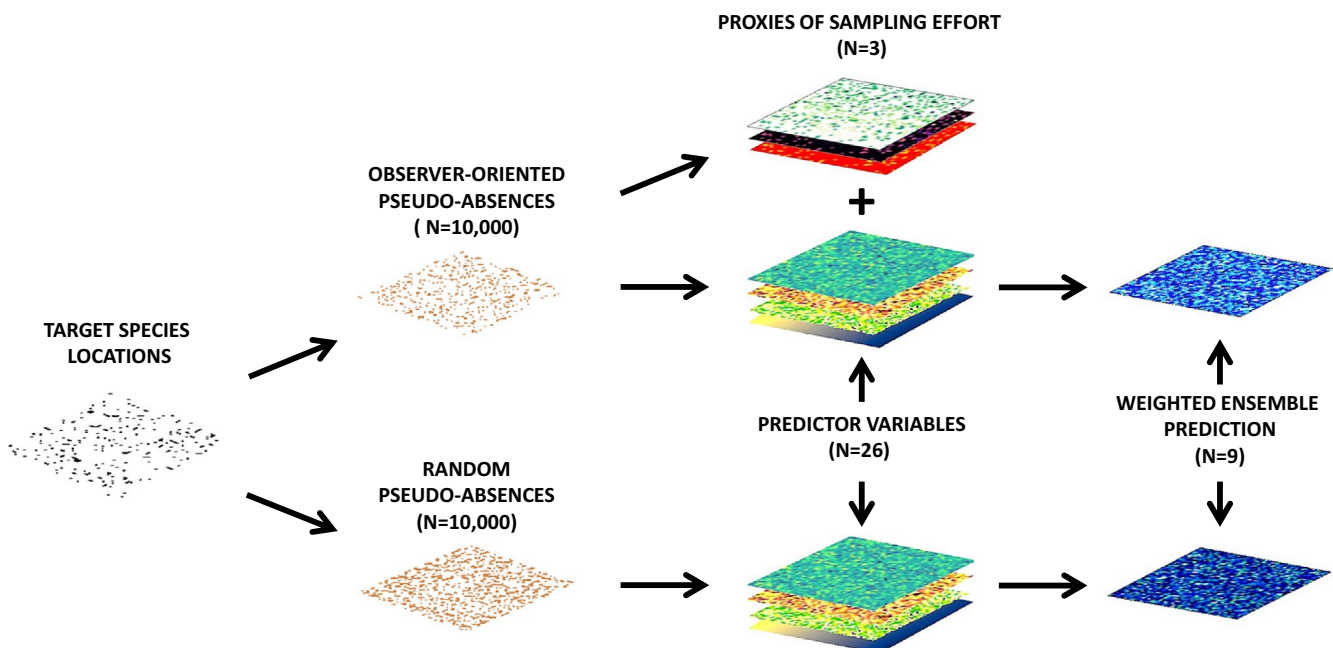 PROXIES OF SAMPLING EFFORT
(N=3)
OBSERVER-ORIENTED
PSEUDO-ABSENCES
( N=10,000)
+
TARGET SPECIES
LOCATIONS
PREDICTOR VARIABLES
(N=26)
WEIGHTED ENSEMBLE
PREDICTION
(N=9)
RANDOM
PSEUDO-ABSENCES
(N=10,000)